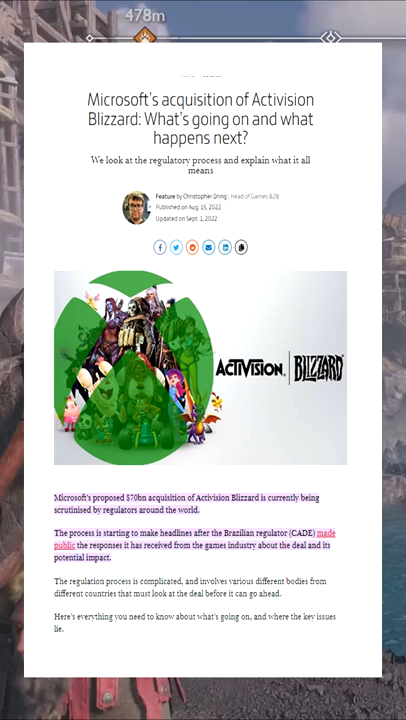 478m
Microsoft's acquisition of Activision
Blizzard: What's going on and what
happens next?
We look at the regulatory process and explain what it all
means
Feature by Christopher Dring Head of Games B2B
Published on Aug. 15, 2022
Updated on Sept. 1, 2022
ACTIVISION. BLIZZARD
Microsoft's proposed $70bn acquisition of Activision Blizzard is currently being
scrutinised by regulators around the world.
The process is starting to make headlines after the Brazilian regulator (CADE) made
public the responses it has received from the games industry about the deal and its
potential impact.
The regulation process is complicated, and involves various different bodies from
different countries that must look at the deal before it can go ahead.
Here's everything you need to know about what's going on, and where the key issues
lie.